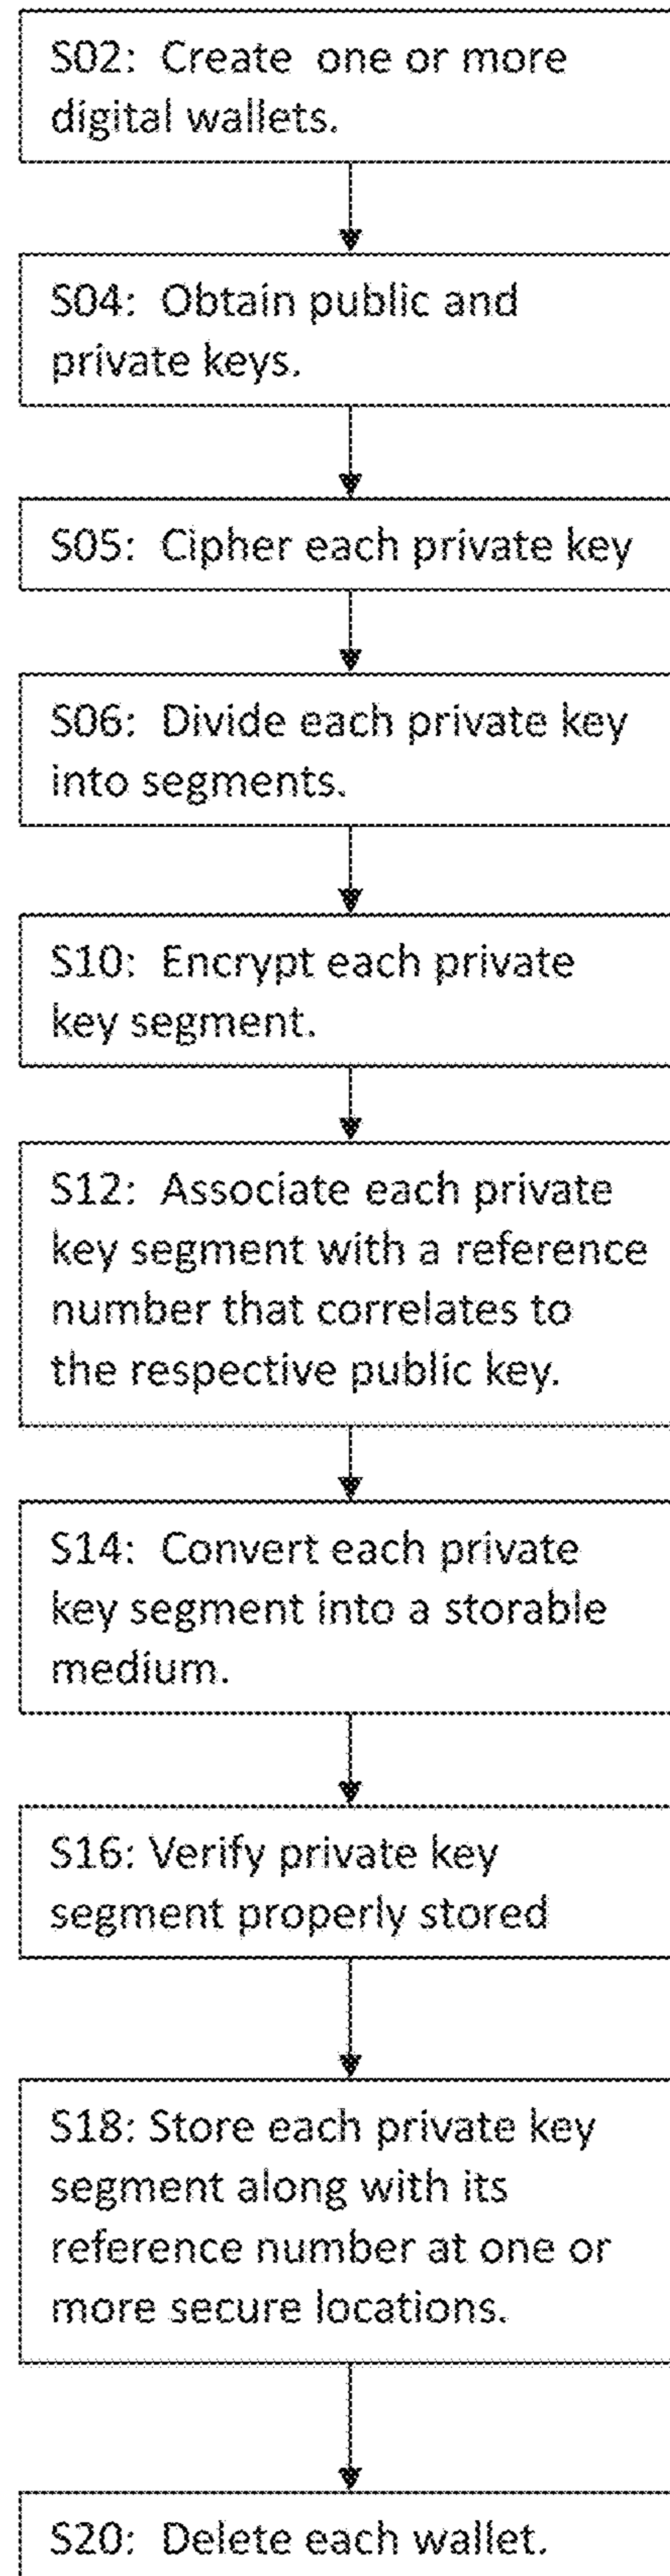 S02: Create one or more
digital wallets.
S04: Obtain public and
private keys.
S05: Cipher each private key
S06: Divide each private key
into segments.
S10: Encrypt each private
key segment.
S12: Associate each private
key segment with a reference
number that correlates to
the respective public key.
S14: Convert each private
key segment into a storable
medium.
S16: Verify private key
segment properly stored
S18: Store each private key
segment along with its
reference number at one or
more secure locations.
S20: Delete each wallet.